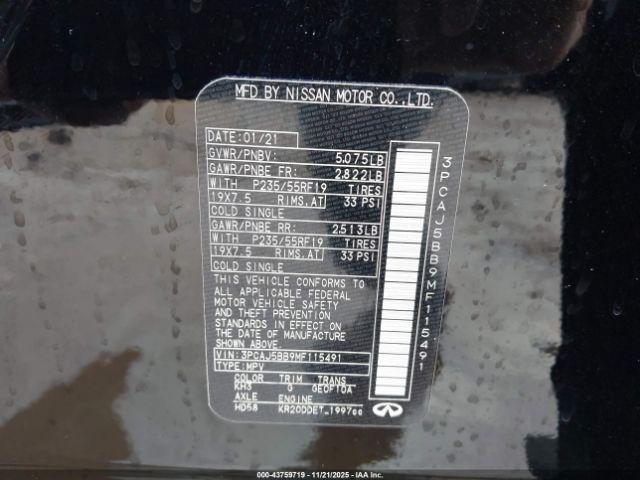 MFD BY NISSAN MOTOR CO.,LTD.
DATE:01/21
GVWR/PNBV: 5,075LB
GAWR/PNBE FR: 2,822LB
WITH P235/55RF19 TIRES
19X7.5 RIMS.AT 33 PSI
COLD SINGLE
GAWR/PNBE RR: 2,513LB
WITH P235/55RF19 TIRES
19X7.5 RIMS.AT 33 PSI
COLD SINGLE
THIS VEHICLE CONFORMS TO
ALL APPLICABLE FEDERAL
MOTOR VEHICLE SAFETY
AND THEFT PREVENTION
STANDARDS IN EFFECT ON
THE DATE OF MANUFACTURE
SHOWN ABOVE.
VIN: 3PCAJ5BB9MF115491
TYPE: MPV
COLOR TRIM TRANS
KH3 G GEOF10A
AXLE ENGINE
HD58 KR20DDET_1997cc
3PCAJ5BB9MF115491
000-43759719 - 11/21/2025 - IAAI.COM